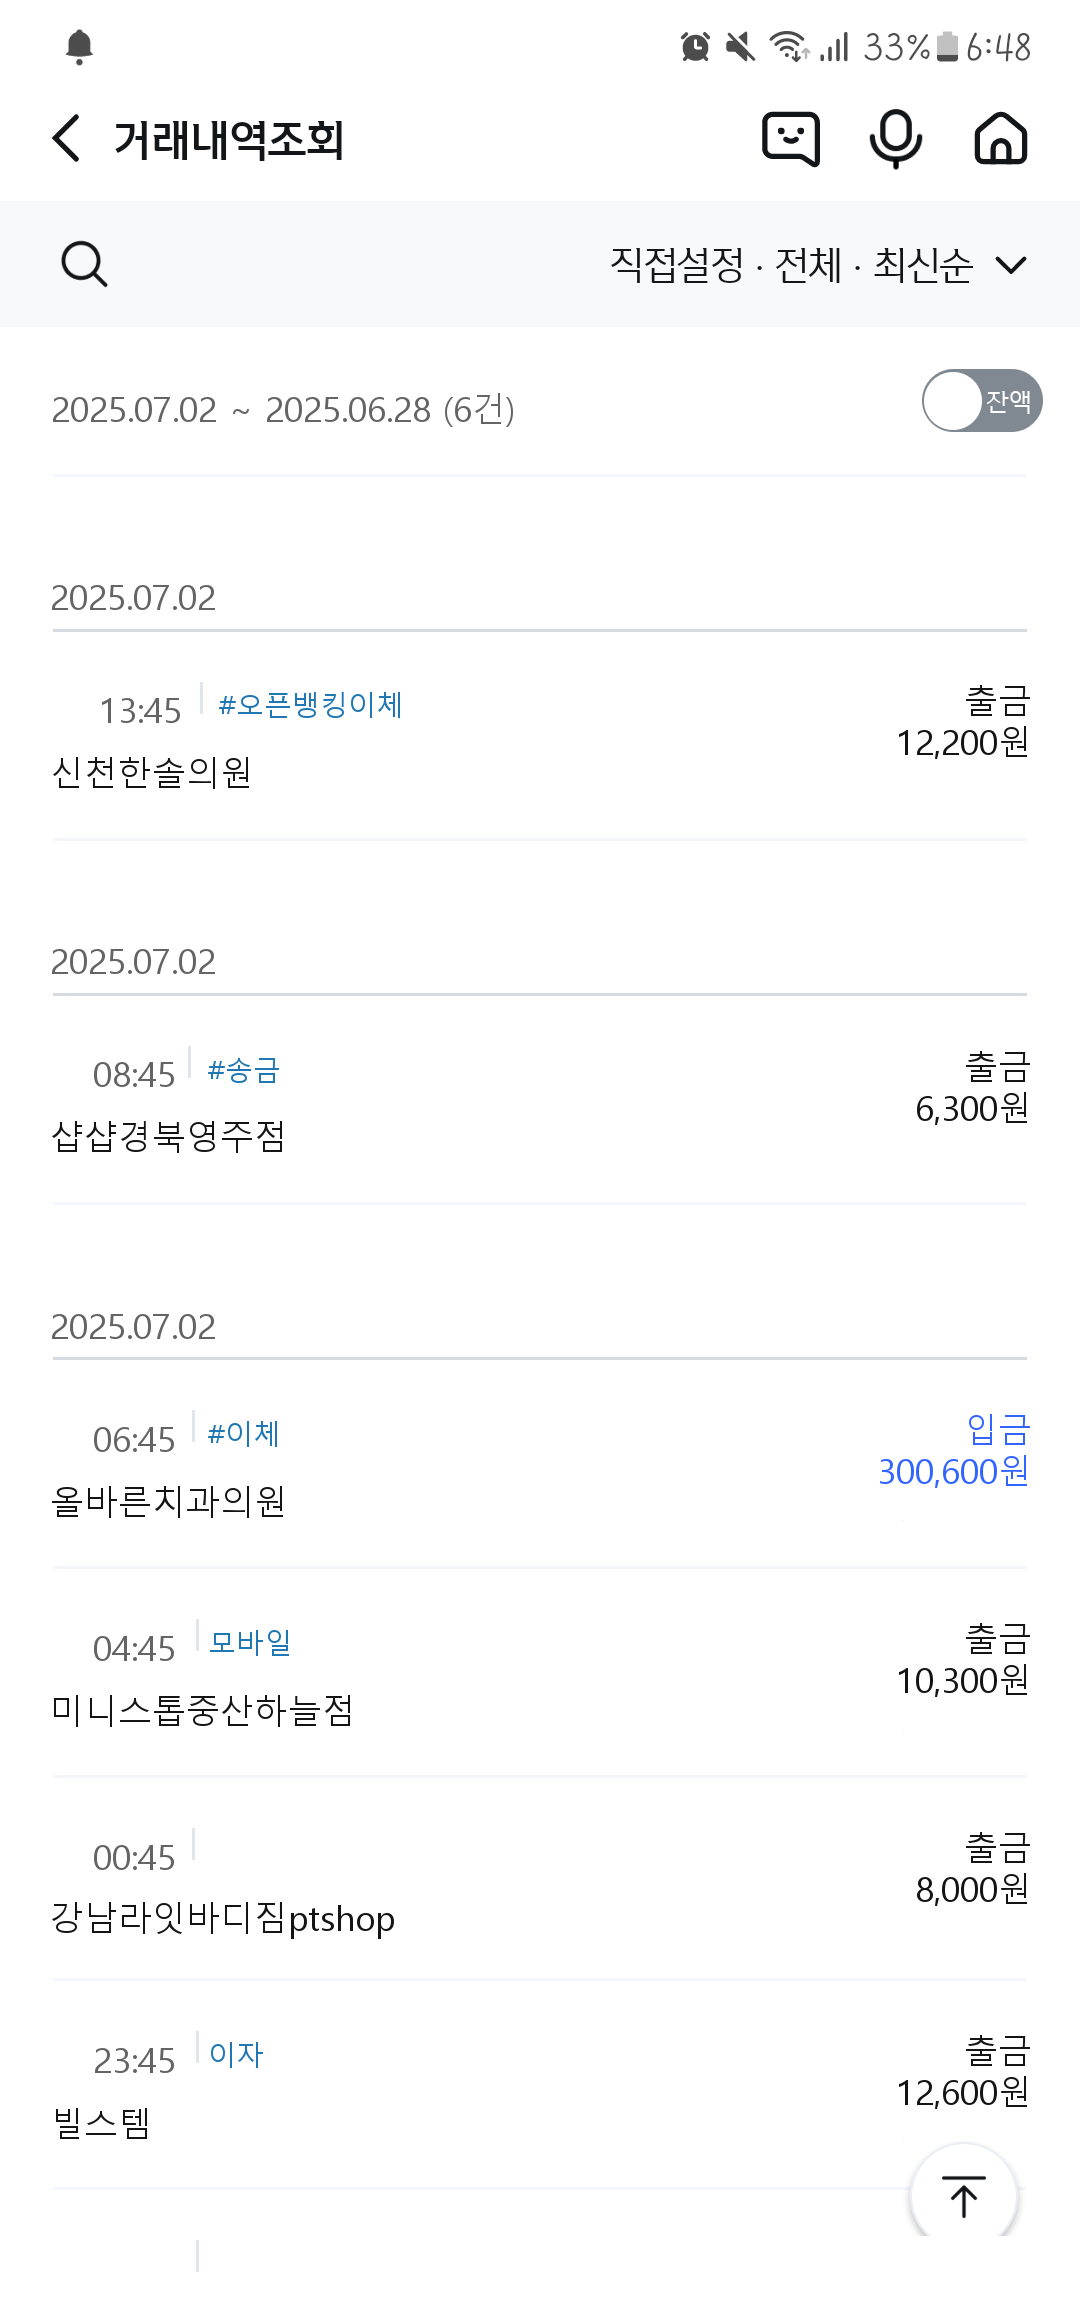 33% 6:48
거래내역조회
직접설정 · 전체 · 최신순
2025.07.02 ~ 2025.06.28 (6건)
잔액
2025.07.02
13:45 #오픈뱅킹이체
출금
12,200원
신천한솔의원
2025.07.02
08:45 #송금
출금
6,300원
샵샵경북영주점
2025.07.02
06:45 #이체
입금
300,600원
올바른치과의원
04:45 모바일
출금
10,300원
미니스톱중산하늘점
00:45
출금
8,000원
강남라잇바디짐ptshop
23:45 이자
출금
12,600원
빌스템